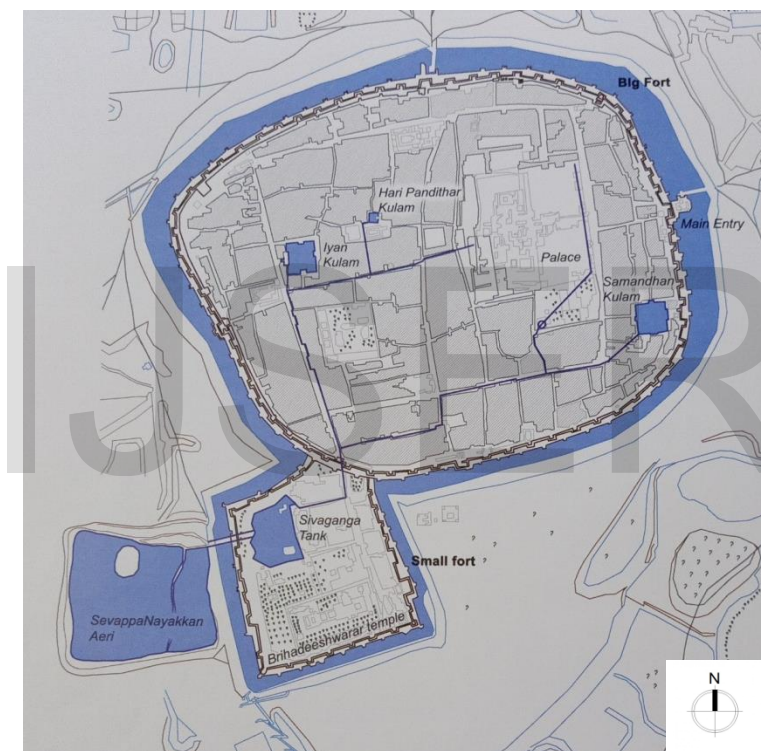 BIg Fort
Hari Pandithar
Kulam
Main Entry
Iyan
Kulam
Palace
Samandhan
Kulam
IJSER
Sivaganga
Tank
Small fort
SevappaNayakkan
Aeri
Brihadeeshwarar temple
N